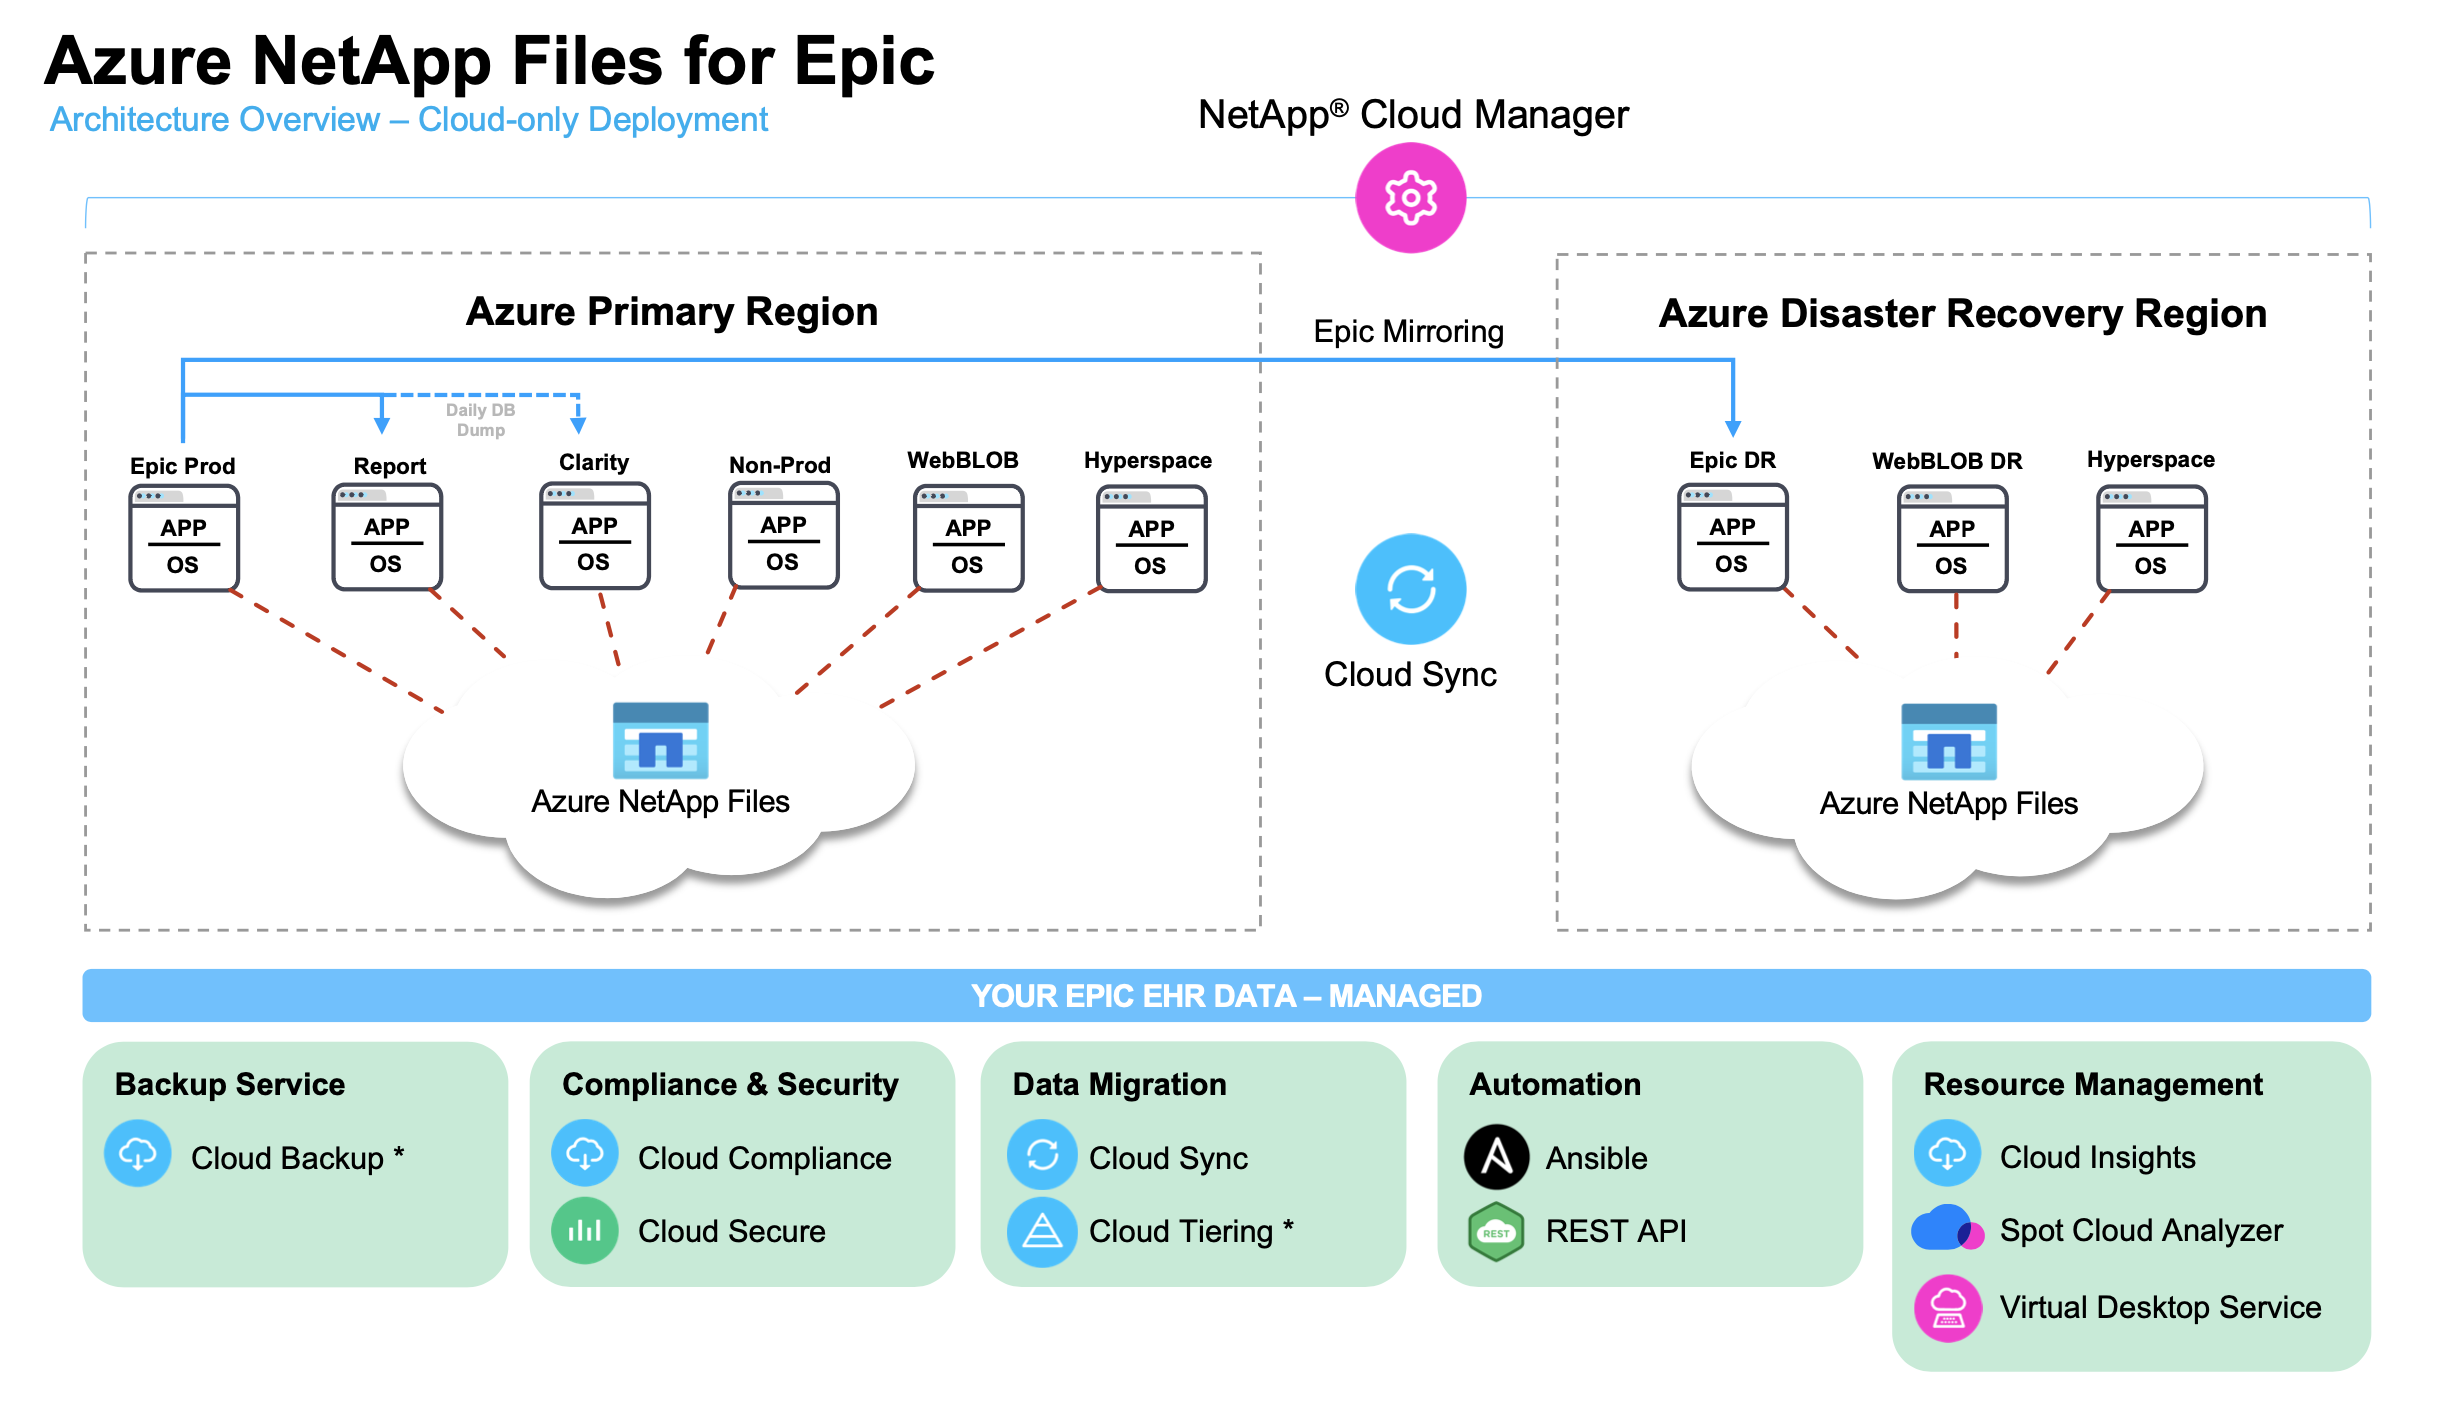 Azure NetApp Files for Epic
Architecture Overview – Cloud-only Deployment
NetApp® Cloud Manager
Azure Primary Region
Epic Mirroring
Azure Disaster Recovery Region
Daily DB
Dump
Epic Prod
Report
Clarity
Non-Prod
WebBLOB
Hyperspace
Epic DR
WebBLOB DR
Hyperspace
APP
OS
APP
OS
APP
OS
APP
OS
APP
OS
APP
OS
APP
OS
APP
OS
APP
OS
Cloud Sync
Azure NetApp Files
Azure NetApp Files
YOUR EPIC EHR DATA – MANAGED
Backup Service
Cloud Backup *
Compliance & Security
Cloud Compliance
Cloud Secure
Data Migration
Cloud Sync
Cloud Tiering *
Automation
Ansible
REST
REST API
Resource Management
Cloud Insights
Spot Cloud Analyzer
Virtual Desktop Service